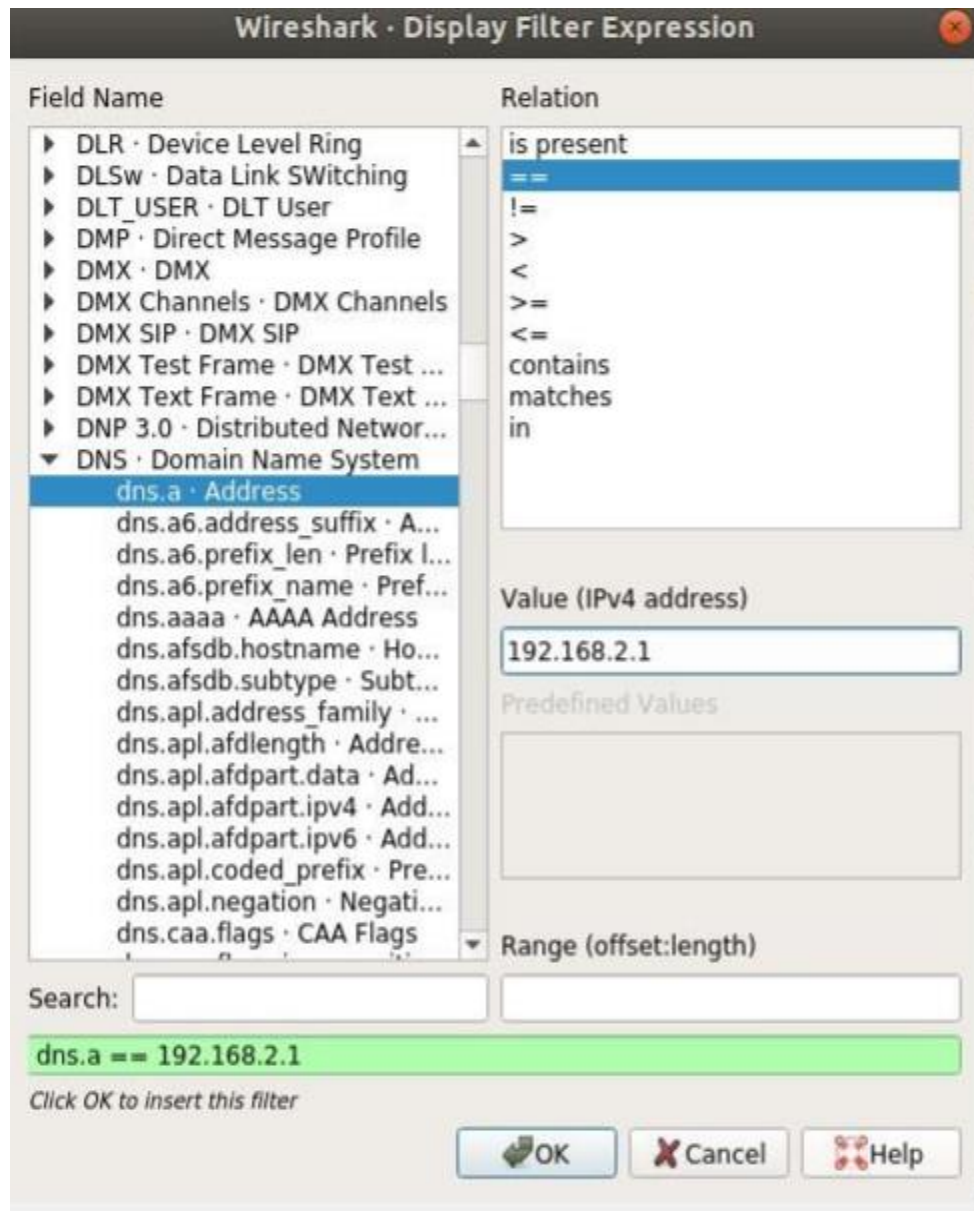 Wireshark · Display Filter Expression
Field Name
DLR · Device Level Ring
DLSw · Data Link SWitching
DLT_USER · DLT User
DMP · Direct Message Profile
DMX · DMX
DMX Channels · DMX Channels
DMX SIP · DMX SIP
DMX Test Frame · DMX Test ...
DMX Text Frame · DMX Text ...
DNP 3.0 · Distributed Networ...
DNS · Domain Name System
dns.a · Address
dns.a6.address_suffix · A...
dns.a6.prefix_len · Prefix l...
dns.a6.prefix_name · Pref...
dns.aaaa · AAAA Address
dns.afsdb.hostname · Ho...
dns.afsdb.subtype · Subt...
dns.apl.address_family · ...
dns.apl.afdlength · Addre...
dns.apl.afdpart.data · Ad...
dns.apl.afdpart.ipv4 · Add...
dns.apl.afdpart.ipv6 · Add...
dns.apl.coded_prefix · Pre...
dns.apl.negation · Negati...
dns.caa.flags · CAA Flags
Relation
is present
==
!=
>
<
>=
<=
contains
matches
in
Value (IPv4 address)
192.168.2.1
Predefined Values
Range (offset:length)
Search:
dns.a == 192.168.2.1
Click OK to insert this filter
OK
Cancel
Help